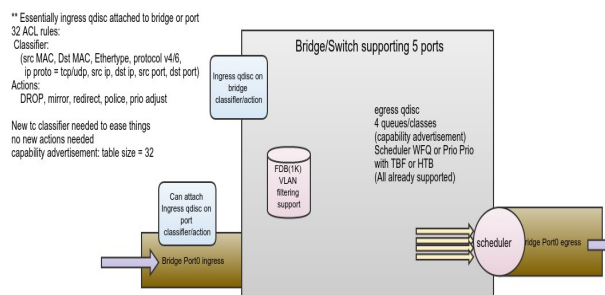 ** Essentially ingress qdisc attached to bridge or port
32 ACL rules:
Classifier:
(src MAC, Dst MAC, Ethertype, protocol v4/6,
ip proto = tcp/udp, src ip, dst ip, src port, dst port)
Actions:
DROP, mirror, redirect, police, prio adjust
New tc classifier needed to ease things
no new actions needed
capability advertisement: table size = 32
Bridge/Switch supporting 5 ports
Ingress qdisc on
bridge
classifier/action
egress qdisc
4 queues/classes
(capability advertisement)
Scheduler WFQ or Prio Prio
with TBF or HTB
(All already supported)
FDB(1K)
VLAN
filtering
support
Can attach
Ingress qdisc on
port
classifier/action
Bridge Port0 ingress
scheduler
ridge Port0 egress